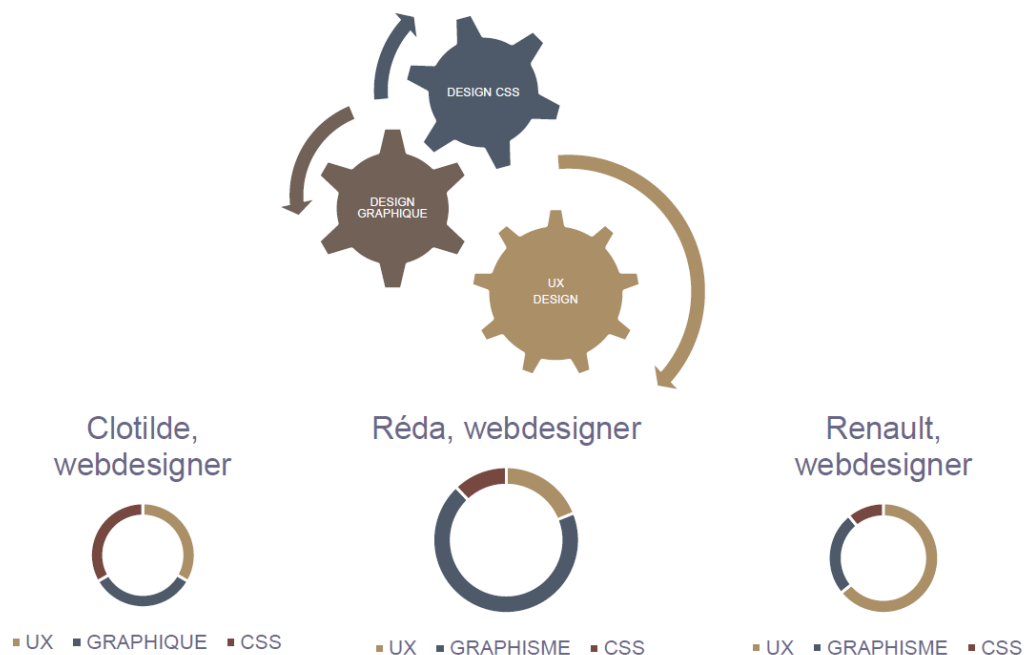 DESIGN CSS
DESIGN
GRAPHIQUE
UX
DESIGN
Clotilde,
webdesigner
UX GRAPHIQUE CSS
Réda, webdesigner
UX GRAPHISME CSS
Renault,
webdesigner
UX GRAPHISME CSS